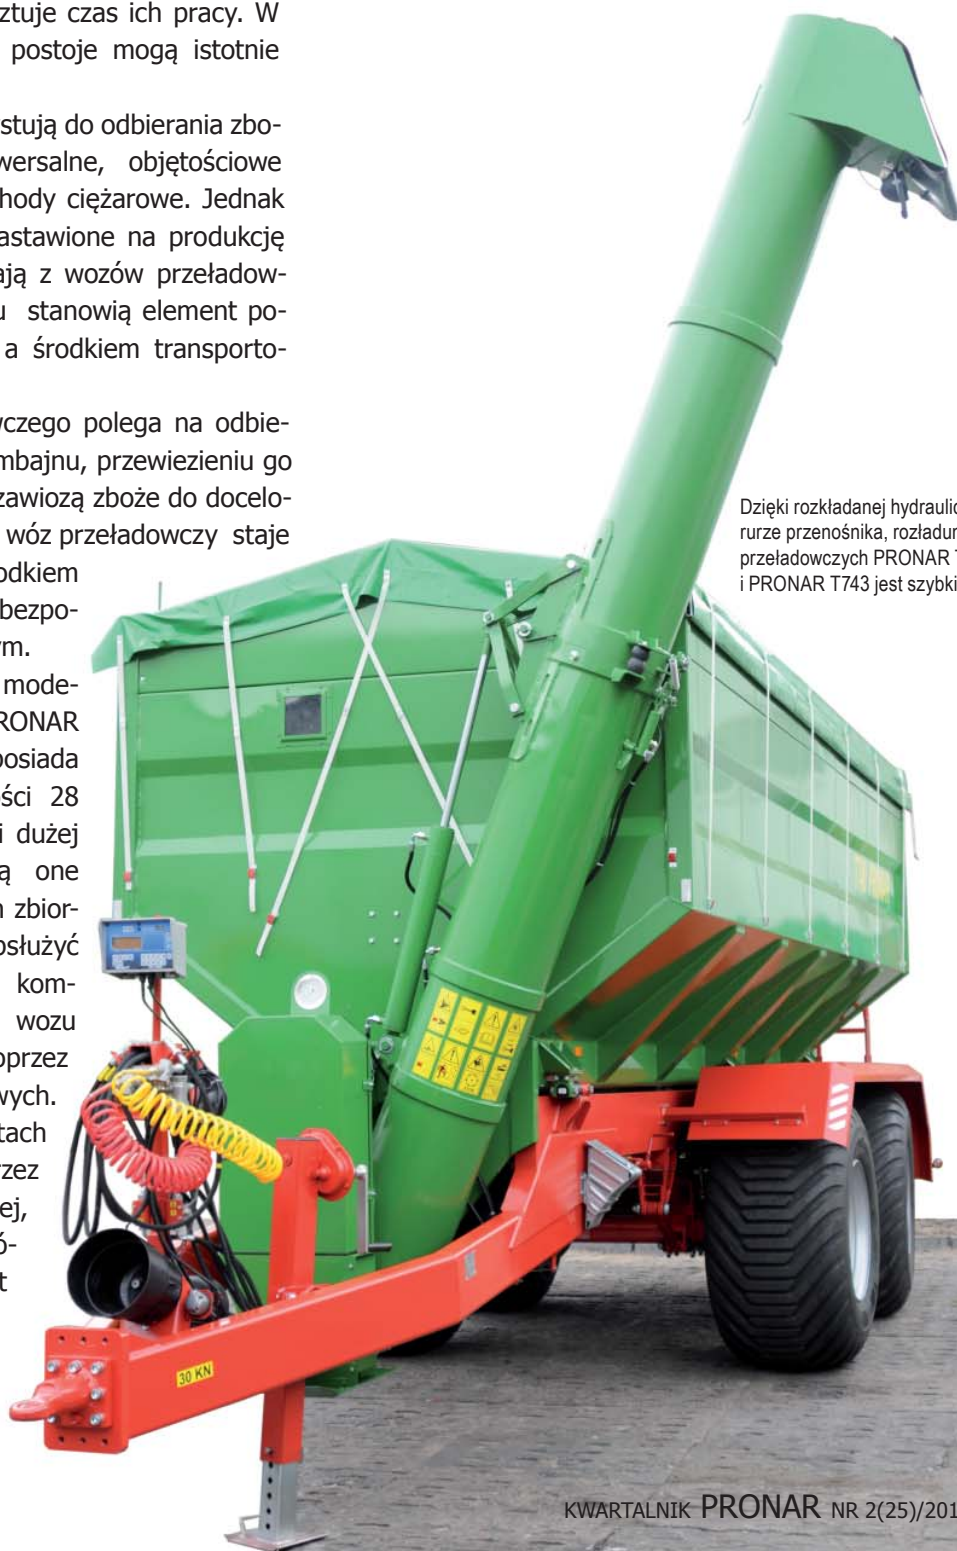 ztuje czas ich pracy. W
postoje mogą istotnie
stują do odbierania zbo-
wersalne, objętościowe
hody ciężarowe. Jednak
astawione na produkcję
ają z wozów przeładow-
u stanowią element po-
a środkiem transporto-
wczego polega na odbie-
mbajnu, przewiezieniu go
zawiozą zboże do docelo-
wóz przeładowczy staje
odkiem
bezpo-
ym.
mode-
RONAR
posiada
ości 28
i dużej
ą one
n zbior-
bsłużyć
kom-
wozu
oprzez
wych.
tach
rzez
ej,
ó-
t
Dzięki rozkładanej hydraulic
rurze przenośnika, rozładun
przeładowczych PRONAR T
i PRONAR T743 jest szybki
30 KN
KWARTALNIK PRONAR NR 2(25)/201